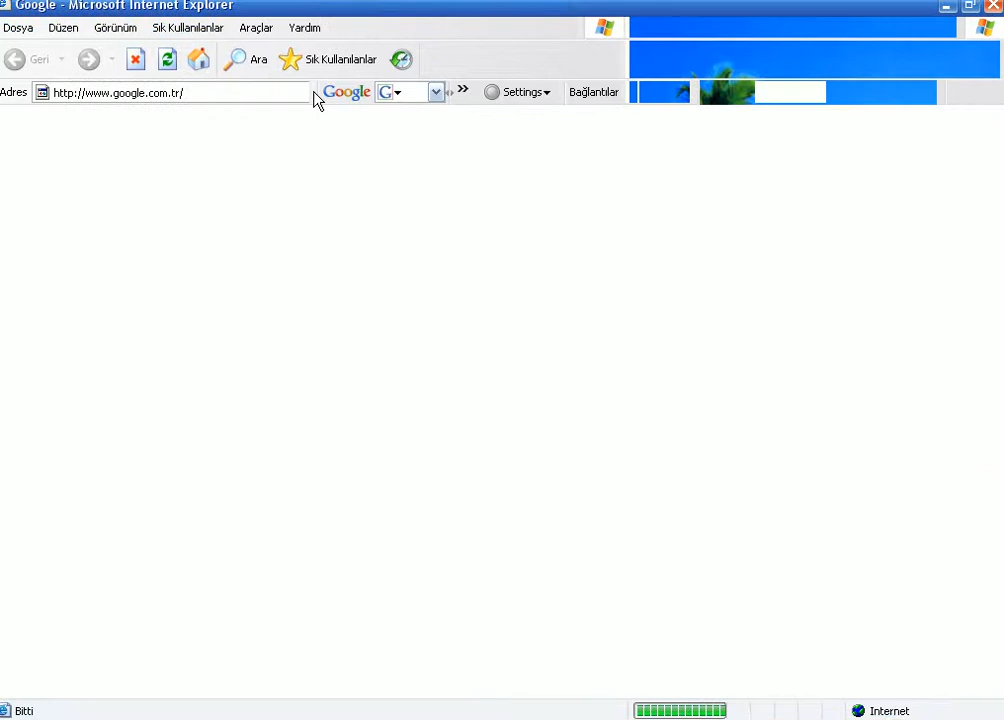 Google - Microsoft Internet Explorer
Dosya Düzen Görünüm Sık Kullanılanlar Araçlar Yardım
Geri Ara Sık Kullanılanlar
Adres http://www.google.com.tr/ Google G Settings Bağlantılar
Bitti Internet